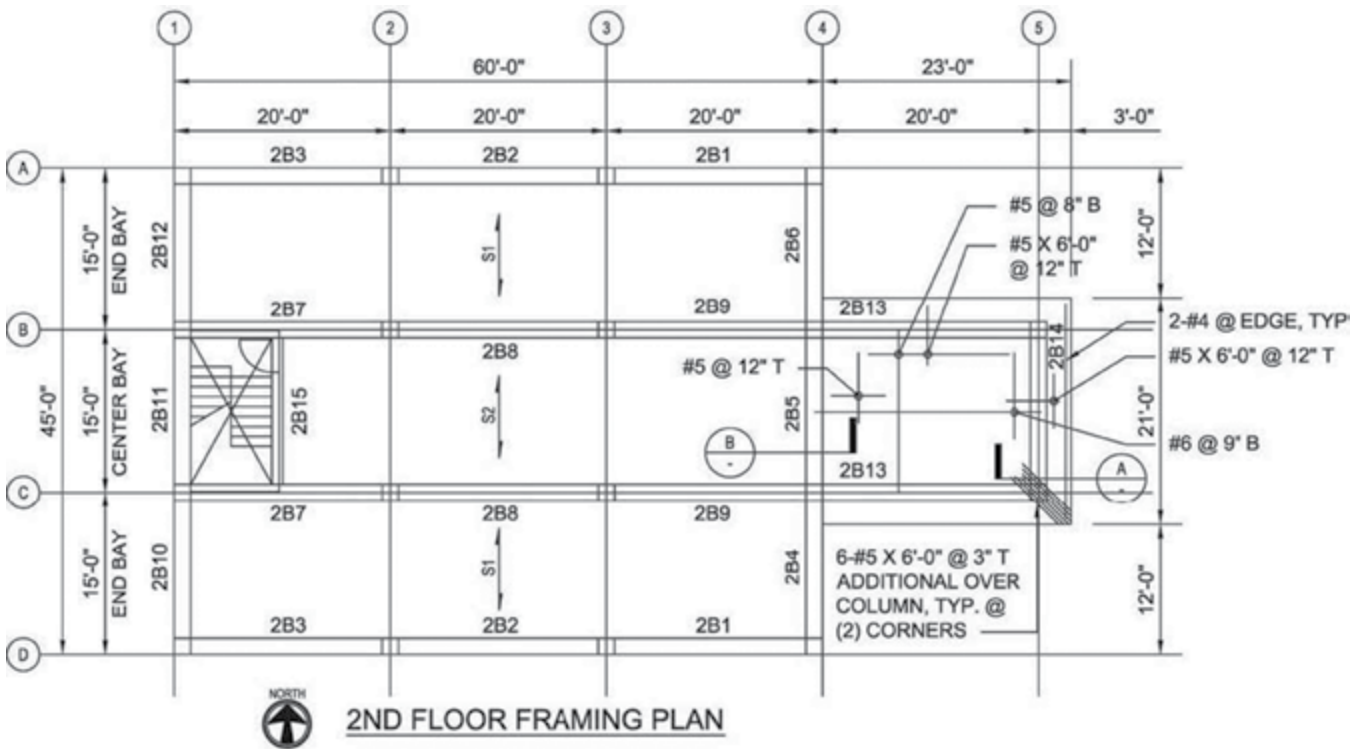 1 2 3 4 5
60'-0" 23'-0"
20'-0" 20'-0" 20'-0" 20'-0" 3'-0"
2B3 2B2 2B1
A
#5 @ 8" B
#5 X 6'-0"
@ 12" T
15'-0" END BAY 2B12 S1 2B6 12'-0"
2B7 2B9 2B13
B
2B8
2-#4 @ EDGE, TYP
2B14
#5 X 6'-0" @ 12" T
#5 @ 12" T
45'-0" 15'-0" CENTER BAY 2B11 2B15 S2 2B5 21'-0"
#6 @ 9" B
B
-
2B13
A
-
C
2B7 2B8 2B9
15'-0" END BAY 2B10 S1 2B4 12'-0"
6-#5 X 6'-0" @ 3" T
ADDITIONAL OVER
COLUMN, TYP. @
(2) CORNERS
2B3 2B2 2B1
D
NORTH
2ND FLOOR FRAMING PLAN